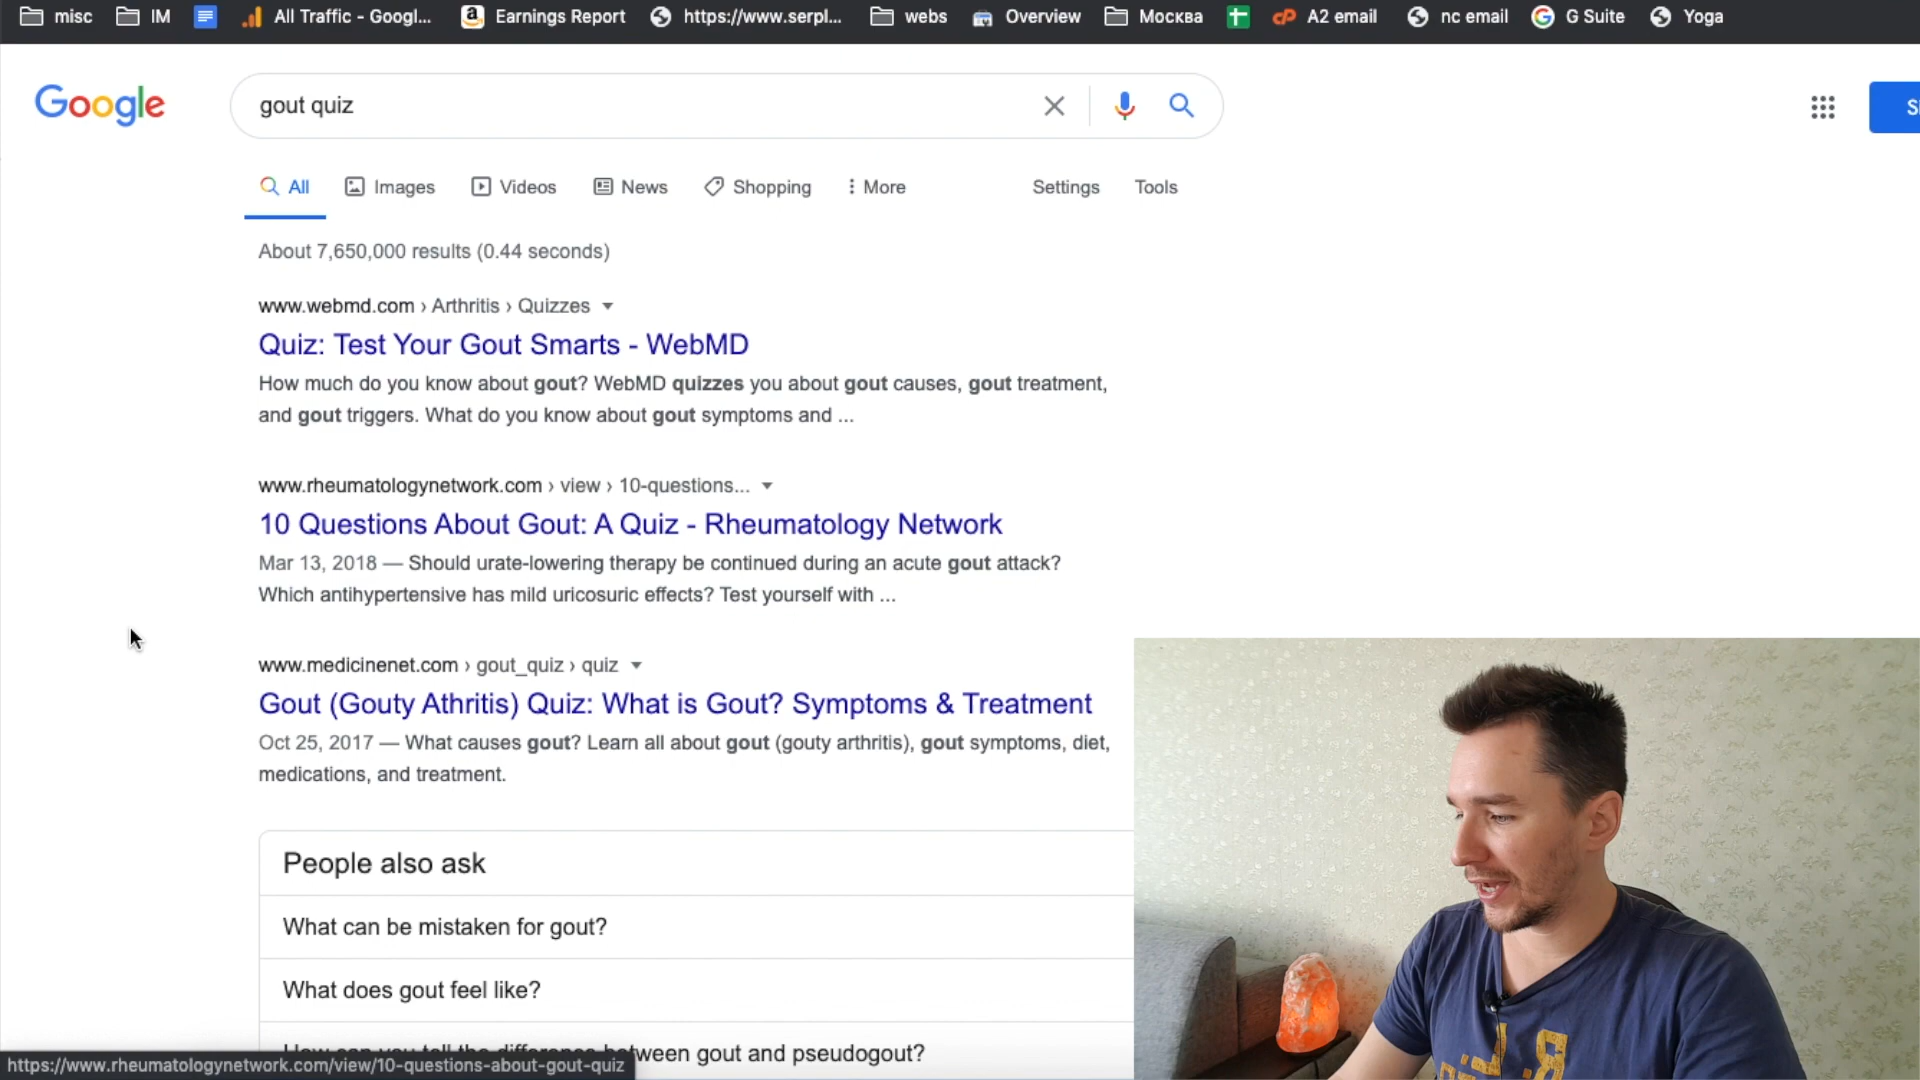 misc IM All Traffic - Googl... Earnings Report https://www.serpl... webs Overview Москва A2 email nc email G Suite Yoga
Google gout quiz
All Images Videos News Shopping More Settings Tools
About 7,650,000 results (0.44 seconds)
www.webmd.com › Arthritis › Quizzes
Quiz: Test Your Gout Smarts - WebMD
How much do you know about gout? WebMD quizzes you about gout causes, gout treatment,
and gout triggers. What do you know about gout symptoms and ...
www.rheumatologynetwork.com › view › 10-questions...
10 Questions About Gout: A Quiz - Rheumatology Network
Mar 13, 2018 — Should urate-lowering therapy be continued during an acute gout attack?
Which antihypertensive has mild uricosuric effects? Test yourself with ...
www.medicinenet.com › gout_quiz › quiz
Gout (Gouty Athritis) Quiz: What is Gout? Symptoms & Treatment
Oct 25, 2017 — What causes gout? Learn all about gout (gouty arthritis), gout symptoms, diet,
medications, and treatment.
People also ask
What can be mistaken for gout?
What does gout feel like?
How can you tell the difference between gout and pseudogout?
https://www.rheumatologynetwork.com/view/10-questions-about-gout-quiz